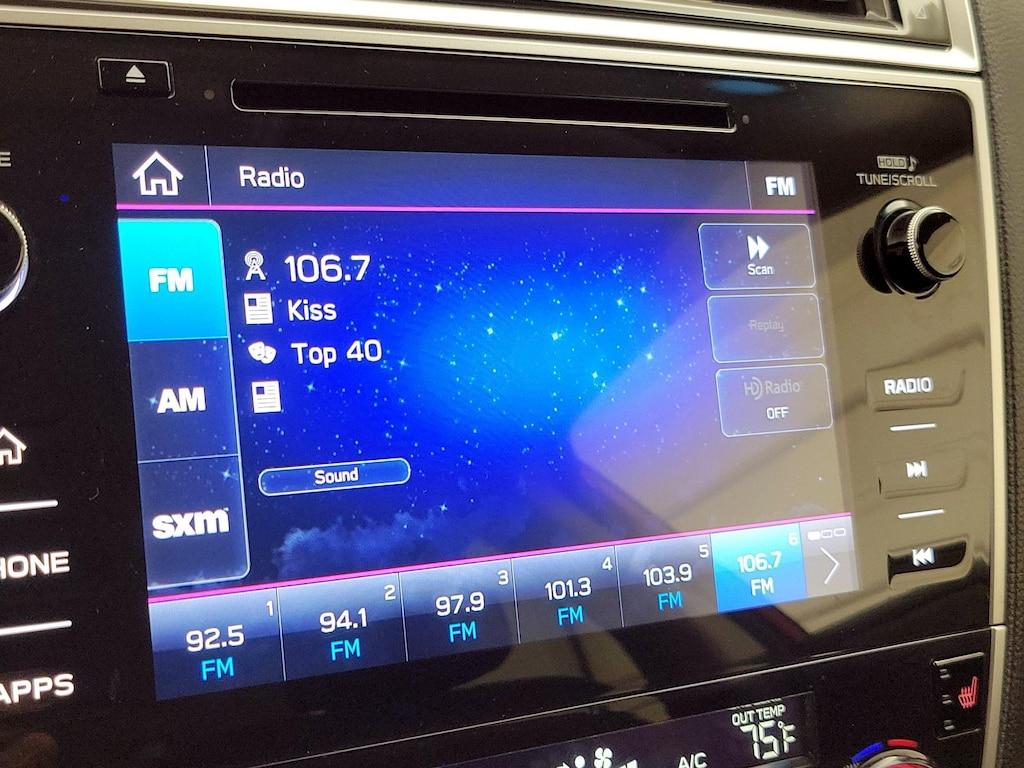 Radio
FM
HOLD
TUNE/SCROLL
FM
106.7
Scan
Kiss
Replay
Top 40
AM
HD Radio
OFF
RADIO
Sound
sxm
HONE
1
92.5
FM
2
94.1
FM
3
97.9
FM
4
101.3
FM
5
103.9
FM
6
106.7
FM
APPS
OUT TEMP
75°F
A/C